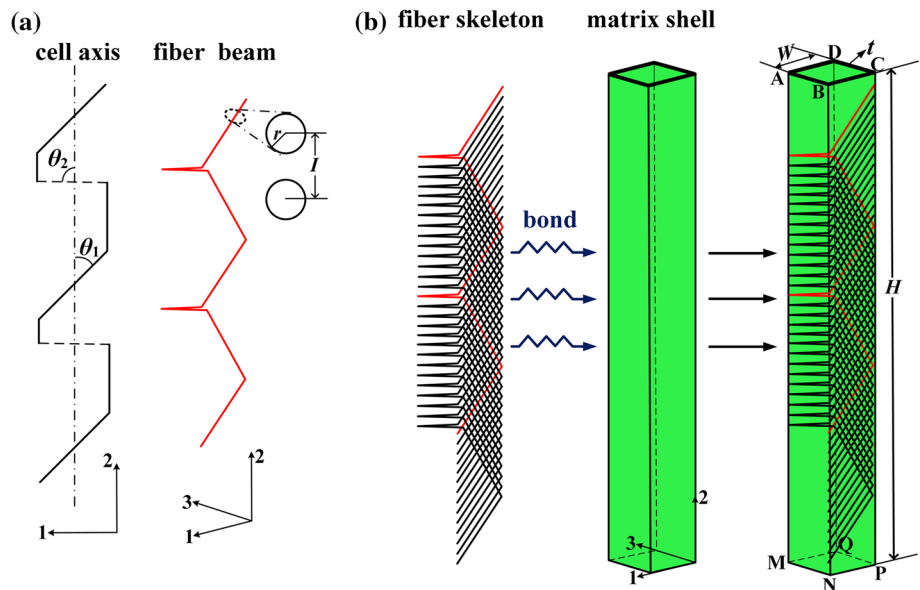 (a)
cell axis
fiber beam
θ2
θ1
r
I
2
1
2
3
1
(b)
fiber skeleton
matrix shell
bond
2
3
1
W
D
t
A
C
B
H
M
Q
N
P